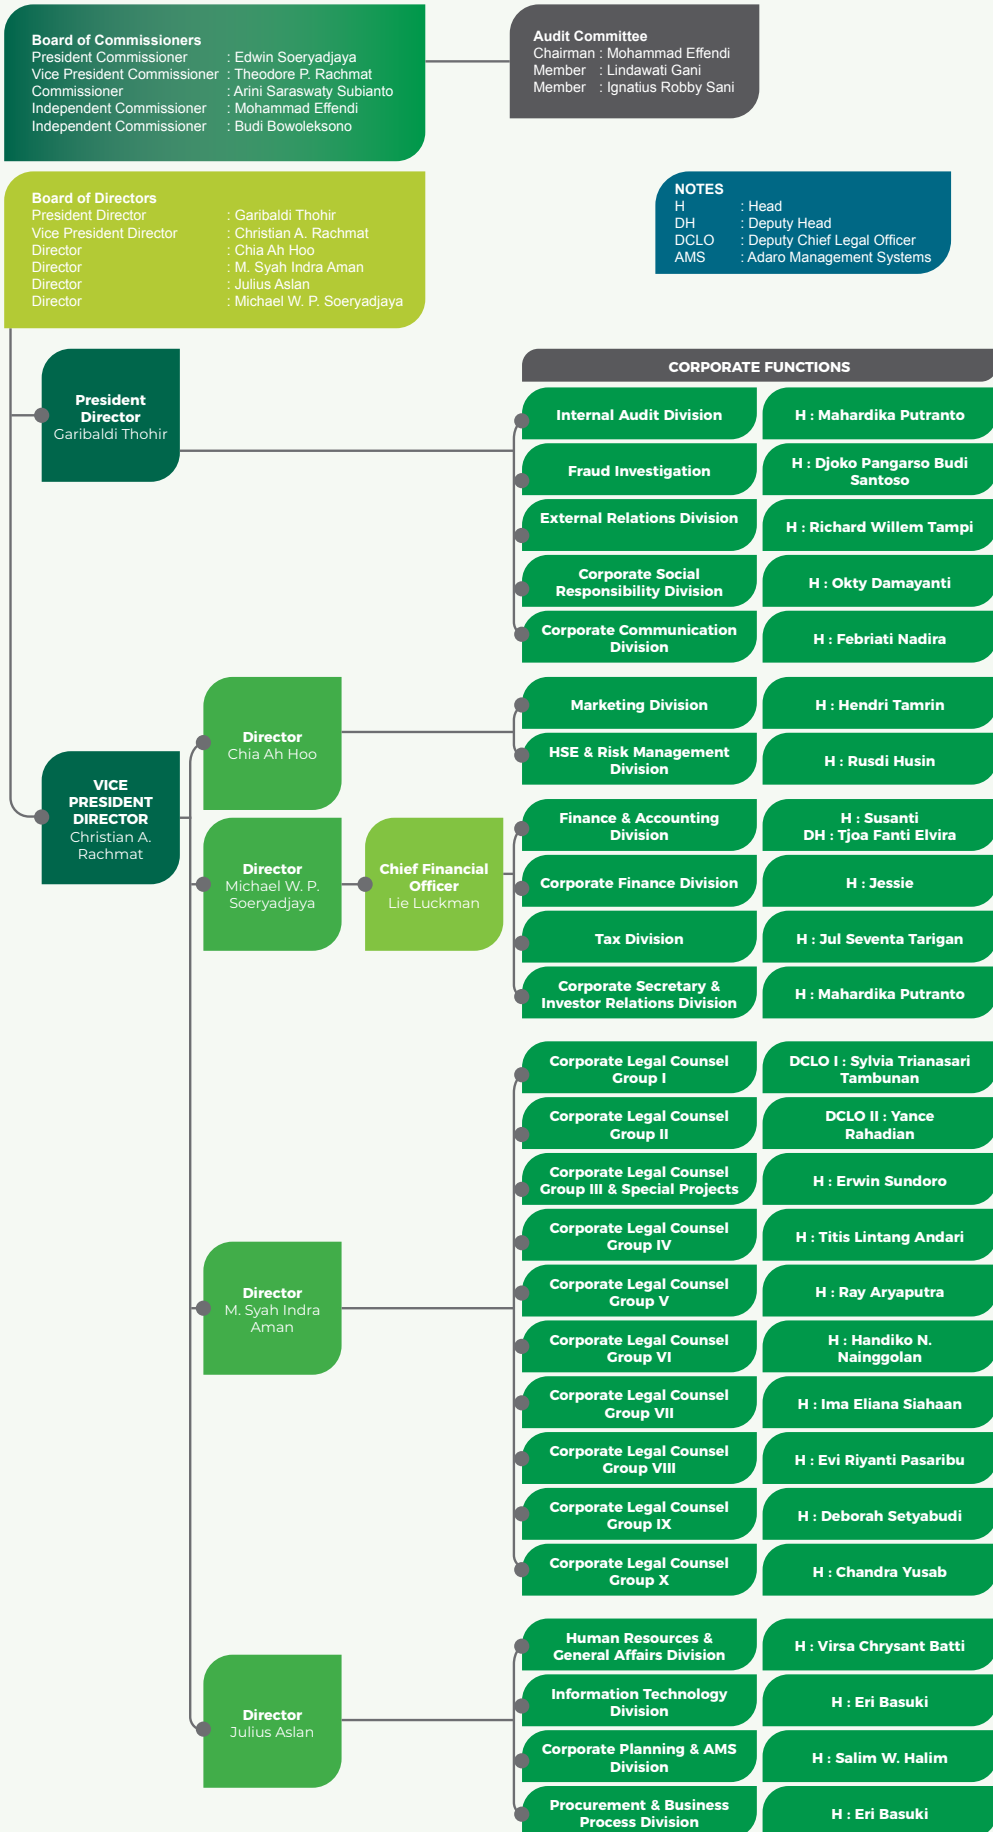 Board of Commissioners
President Commissioner : Edwin Soeryadjaya
Vice President Commissioner : Theodore P. Rachmat
Commissioner : Arini Saraswaty Subianto
Independent Commissioner : Mohammad Effendi
Independent Commissioner : Budi Bowoleksono
Audit Committee
Chairman : Mohammad Effendi
Member : Lindawati Gani
Member : Ignatius Robby Sani
Board of Directors
President Director : Garibaldi Thohir
Vice President Director : Christian A. Rachmat
Director : Chia Ah Hoo
Director : M. Syah Indra Aman
Director : Julius Aslan
Director : Michael W. P. Soeryadjaya
NOTES
H : Head
DH : Deputy Head
DCLO : Deputy Chief Legal Officer
AMS : Adaro Management Systems
CORPORATE FUNCTIONS
President
Director
Garibaldi Thohir
Internal Audit Division
H : Mahardika Putranto
Fraud Investigation
H : Djoko Pangarso Budi
Santoso
External Relations Division
H : Richard Willem Tampi
Corporate Social
Responsibility Division
H : Okty Damayanti
Corporate Communication
Division
H : Febriati Nadira
VICE
PRESIDENT
DIRECTOR
Christian A.
Rachmat
Director
Chia Ah Hoo
Marketing Division
H : Hendri Tamrin
HSE & Risk Management
Division
H : Rusdi Husin
Director
Michael W. P.
Soeryadjaya
Chief Financial
Officer
Lie Luckman
Finance & Accounting
Division
H : Susanti
DH : Tjoa Fanti Elvira
Corporate Finance Division
H : Jessie
Tax Division
H : Jul Seventa Tarigan
Corporate Secretary &
Investor Relations Division
H : Mahardika Putranto
Director
M. Syah Indra
Aman
Corporate Legal Counsel
Group I
DCLO I : Sylvia Trianasari
Tambunan
Corporate Legal Counsel
Group II
DCLO II : Yance
Rahadian
Corporate Legal Counsel
Group III & Special Projects
H : Erwin Sundoro
Corporate Legal Counsel
Group IV
H : Titis Lintang Andari
Corporate Legal Counsel
Group V
H : Ray Aryaputra
Corporate Legal Counsel
Group VI
H : Handiko N.
Nainggolan
Corporate Legal Counsel
Group VII
H : Ima Eliana Siahaan
Corporate Legal Counsel
Group VIII
H : Evi Riyanti Pasaribu
Corporate Legal Counsel
Group IX
H : Deborah Setyabudi
Corporate Legal Counsel
Group X
H : Chandra Yusab
Director
Julius Aslan
Human Resources &
General Affairs Division
H : Virsa Chrysant Batti
Information Technology
Division
H : Eri Basuki
Corporate Planning & AMS
Division
H : Salim W. Halim
Procurement & Business
Process Division
H : Eri Basuki